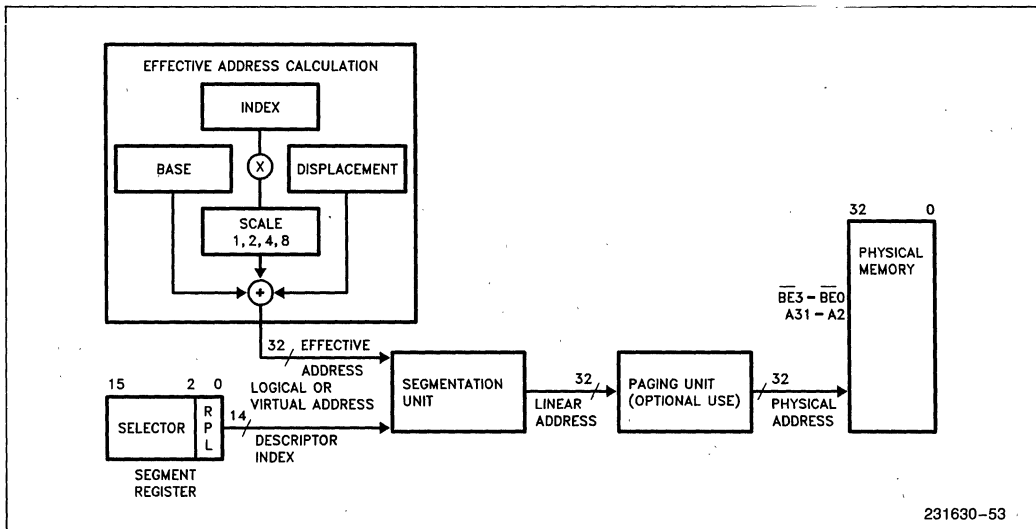 EFFECTIVE ADDRESS CALCULATION
INDEX
BASE
X
DISPLACEMENT
SCALE
1, 2, 4, 8
+
32
EFFECTIVE
ADDRESS
LOGICAL OR
VIRTUAL ADDRESS
15 2 0
SELECTOR
R
P
L
14
DESCRIPTOR
INDEX
SEGMENT
REGISTER
SEGMENTATION
UNIT
32
LINEAR
ADDRESS
PAGING UNIT
(OPTIONAL USE)
32
PHYSICAL
ADDRESS
32 0
PHYSICAL
MEMORY
B̅E̅3̅ – B̅E̅0̅
A31 – A2
231630–53